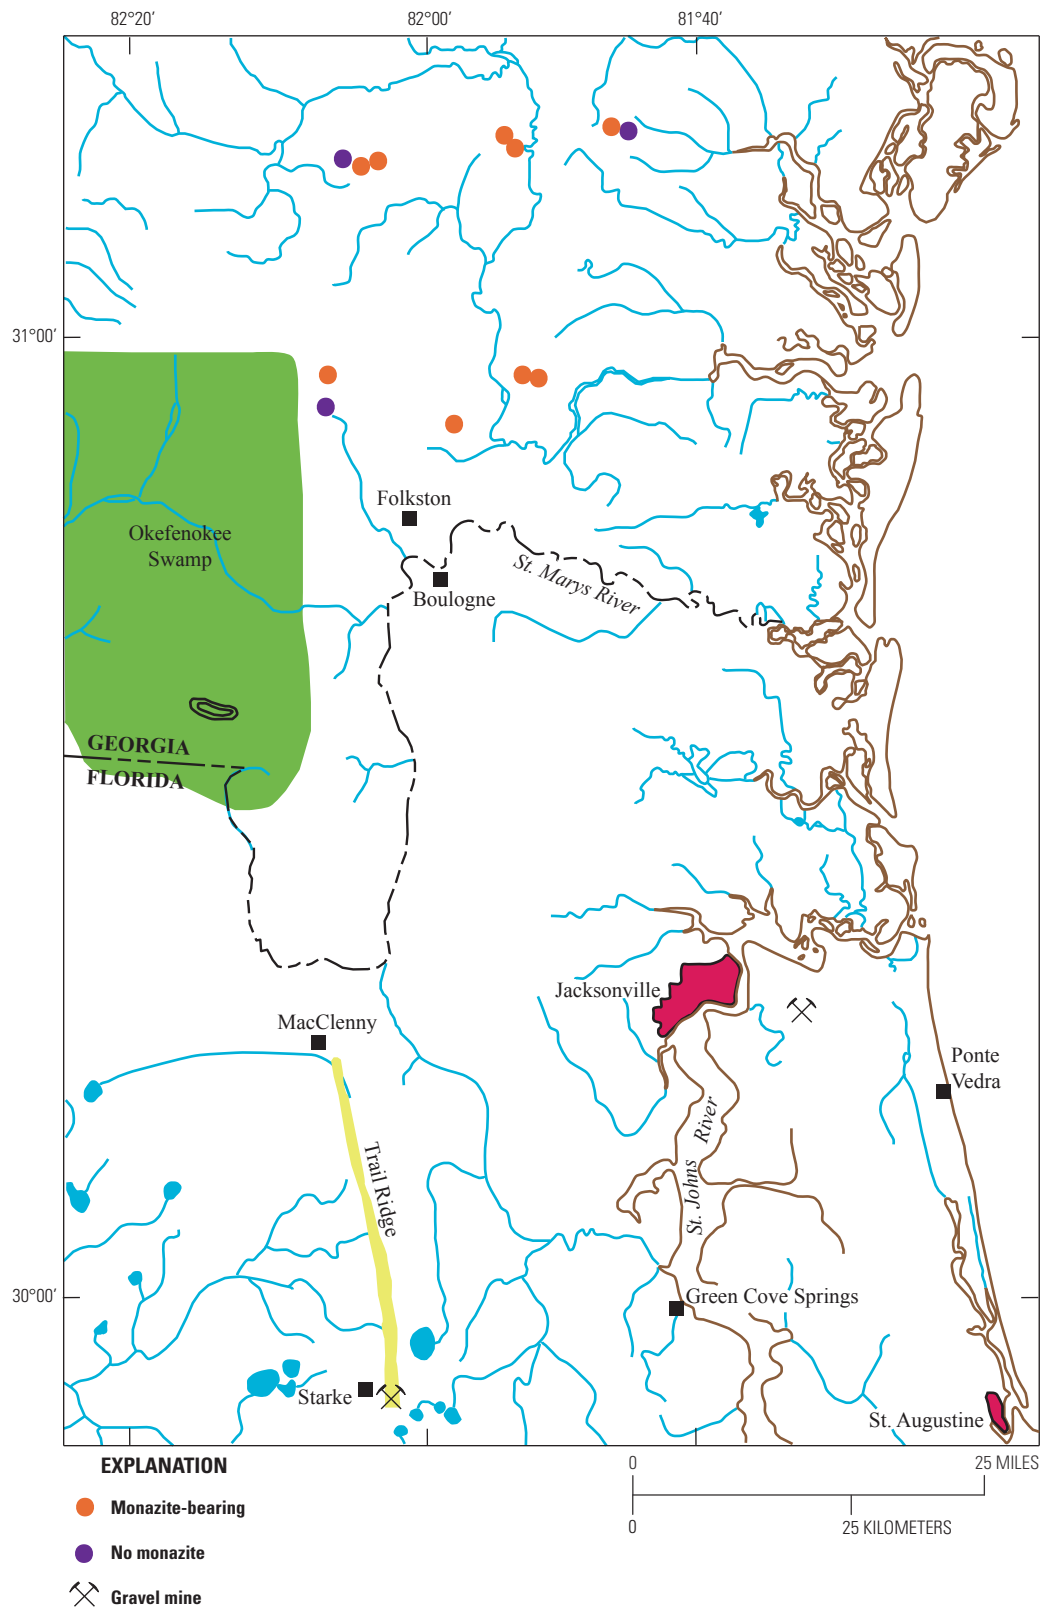 82°20′
82°00′
81°40′
31°00′
Folkston
Okefenokee
Swamp
St. Marys River
Boulogne
GEORGIA
FLORIDA
Jacksonville
MacClenny
Ponte
Vedra
Trail Ridge
St. Johns River
30°00′
Green Cove Springs
Starke
St. Augustine
EXPLANATION
Monazite-bearing
No monazite
Gravel mine
0 25 MILES
0 25 KILOMETERS